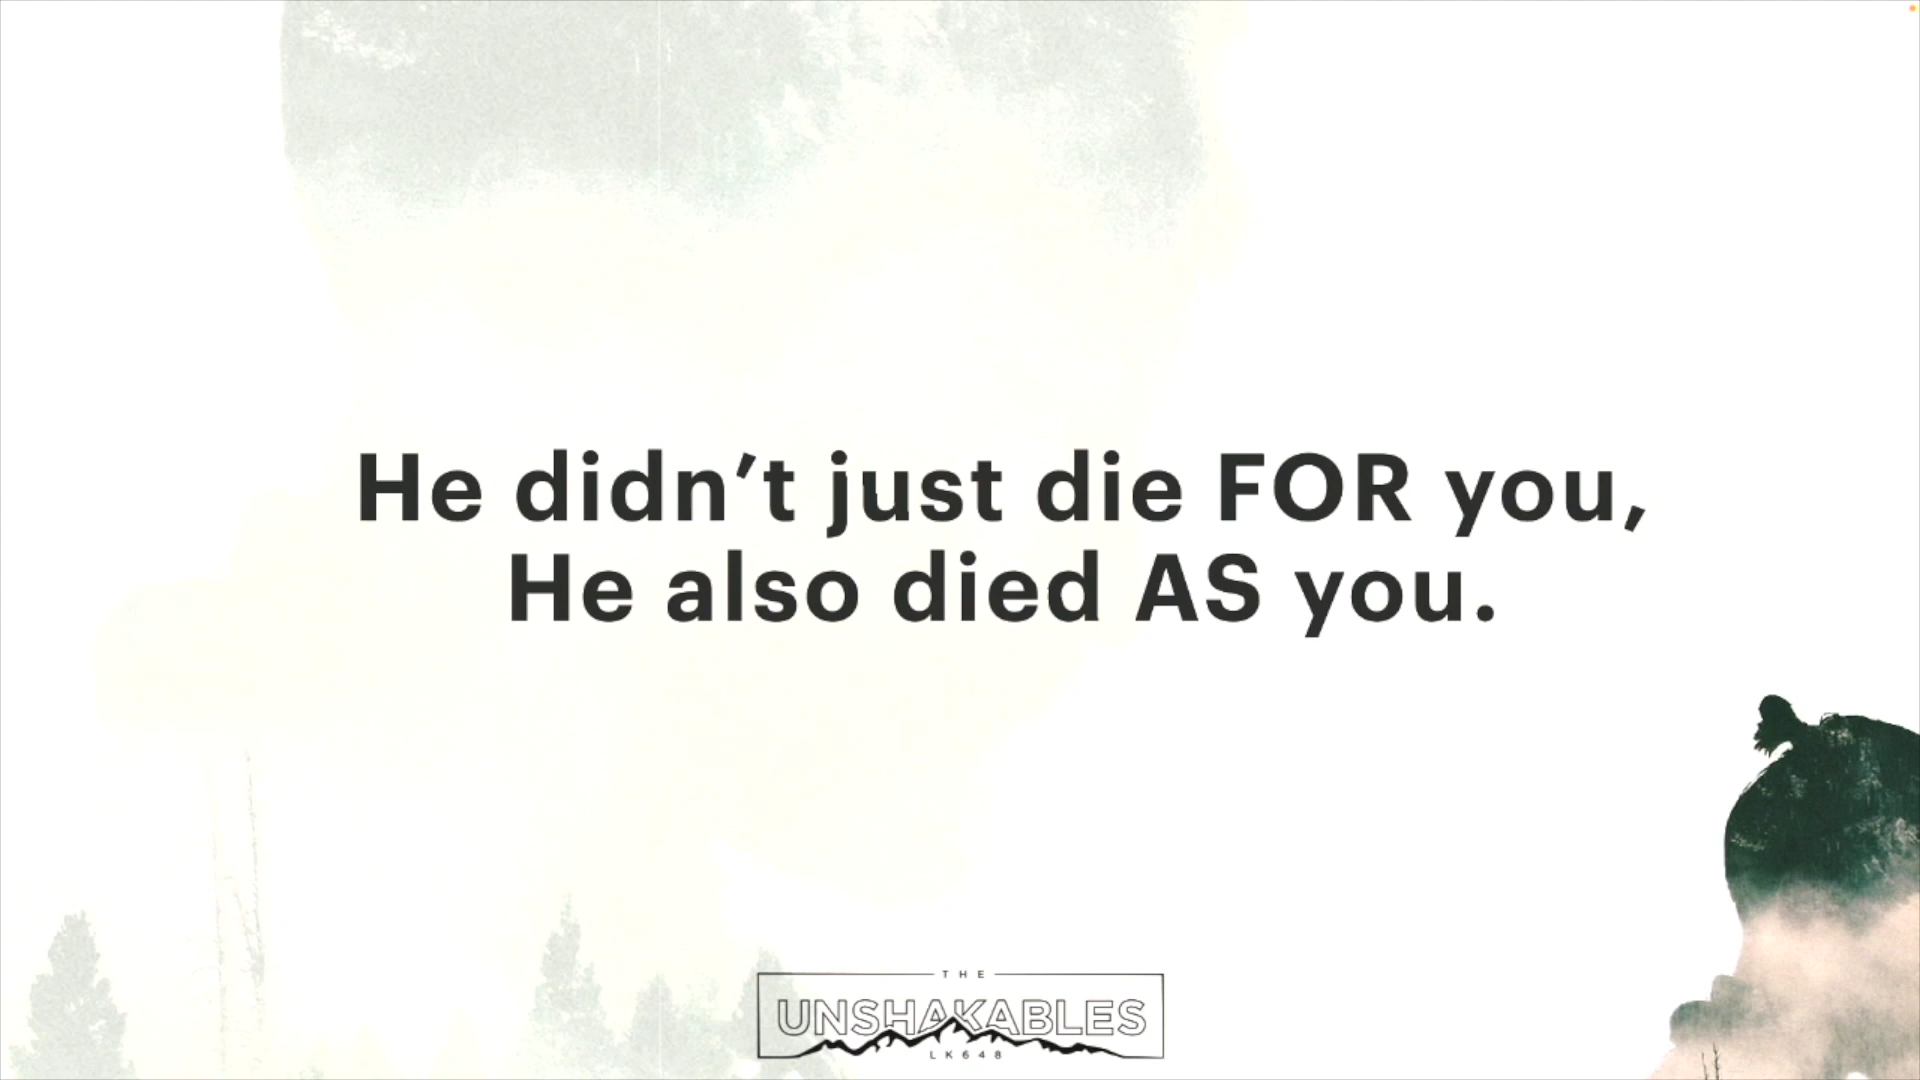 He didn’t just die FOR you,
He also died AS you.
THE
UNSHAKABLES
LK648